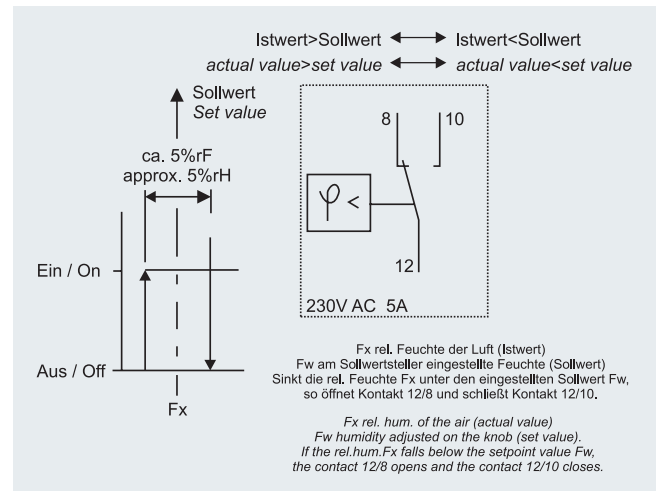 Istwert>Sollwert ◄──► Istwert<Sollwert
actual value>set value ◄──► actual value<set value
Sollwert
Set value
ca. 5%rF
approx. 5%rH
Ein / On
Aus / Off
Fx
8
10
φ <
12
230V AC 5A
Fx rel. Feuchte der Luft (Istwert)
Fw am Sollwertsteller eingestellte Feuchte (Sollwert)
Sinkt die rel. Feuchte Fx unter den eingestellten Sollwert Fw,
so öffnet Kontakt 12/8 und schließt Kontakt 12/10.
Fx rel. hum. of the air (actual value)
Fw humidity adjusted on the knob (set value).
If the rel.hum.Fx falls below the setpoint value Fw,
the contact 12/8 opens and the contact 12/10 closes.